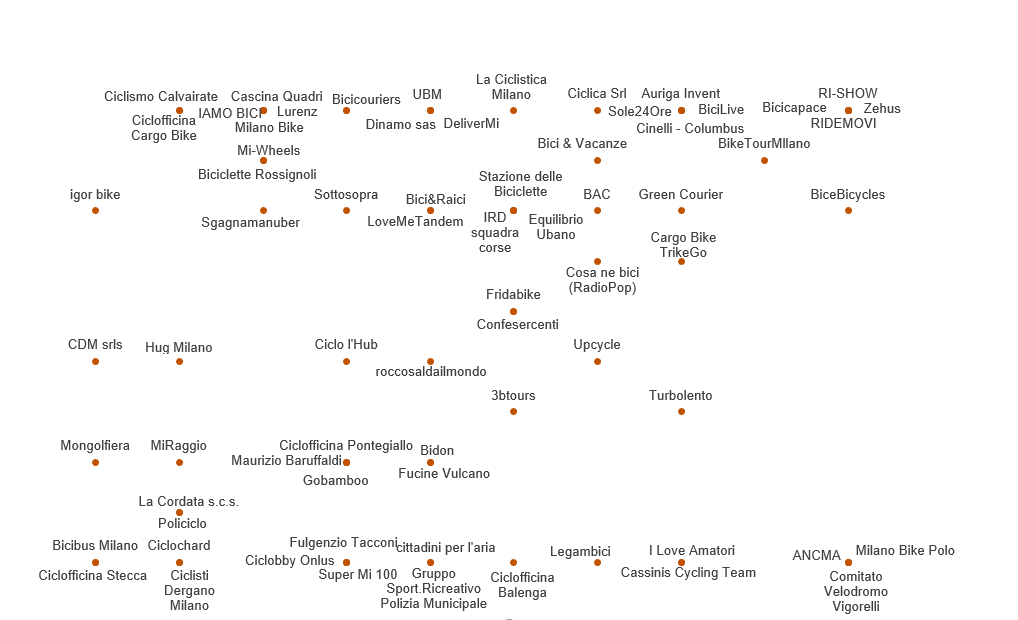 La Ciclistica
Milano
Ciclismo Calvairate
Cascina Quadri
Bicicouriers
UBM
Ciclica Srl
Auriga Invent
RI-SHOW
Ciclofficina
Cargo Bike
IAMO BICI
Lurenz
Milano Bike
Dinamo sas
DeliverMi
Sole24Ore
BiciLive
Cinelli - Columbus
Bicicapace
Zehus
RIDEMOVI
Mi-Wheels
Bici & Vacanze
BikeTourMIlano
Biciclette Rossignoli
Stazione delle
Biciclette
igor bike
Sottosopra
Bici&Raici
BAC
Green Courier
BiceBicycles
Sgagnamanuber
LoveMeTandem
IRD
squadra
corse
Equilibrio
Ubano
Cargo Bike
TrikeGo
Cosa ne bici
(RadioPop)
Fridabike
Confesercenti
CDM srls
Hug Milano
Ciclo l'Hub
Upcycle
roccosaldailmondo
3btours
Turbolento
Mongolfiera
MiRaggio
Ciclofficina Pontegiallo
Maurizio Baruffaldi
Gobamboo
Bidon
Fucine Vulcano
La Cordata s.c.s.
Policiclo
Bicibus Milano
Ciclochard
Fulgenzio Tacconi
cittadini per l'aria
Legambici
I Love Amatori
ANCMA
Milano Bike Polo
Ciclobby Onlus
Ciclofficina Stecca
Ciclisti
Dergano
Milano
Super Mi 100
Gruppo
Sport.Ricreativo
Polizia Municipale
Ciclofficina
Balenga
Cassinis Cycling Team
Comitato
Velodromo
Vigorelli